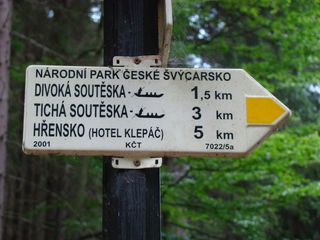 NÁRODNÍ PARK ČESKÉ ŠVÝCARSKO
DIVOKÁ SOUTĚSKA - 1,5 km
TICHÁ SOUTĚSKA - 3 km
HŘENSKO (HOTEL KLEPÁČ) 5 km
2001 KČT 7022/5a